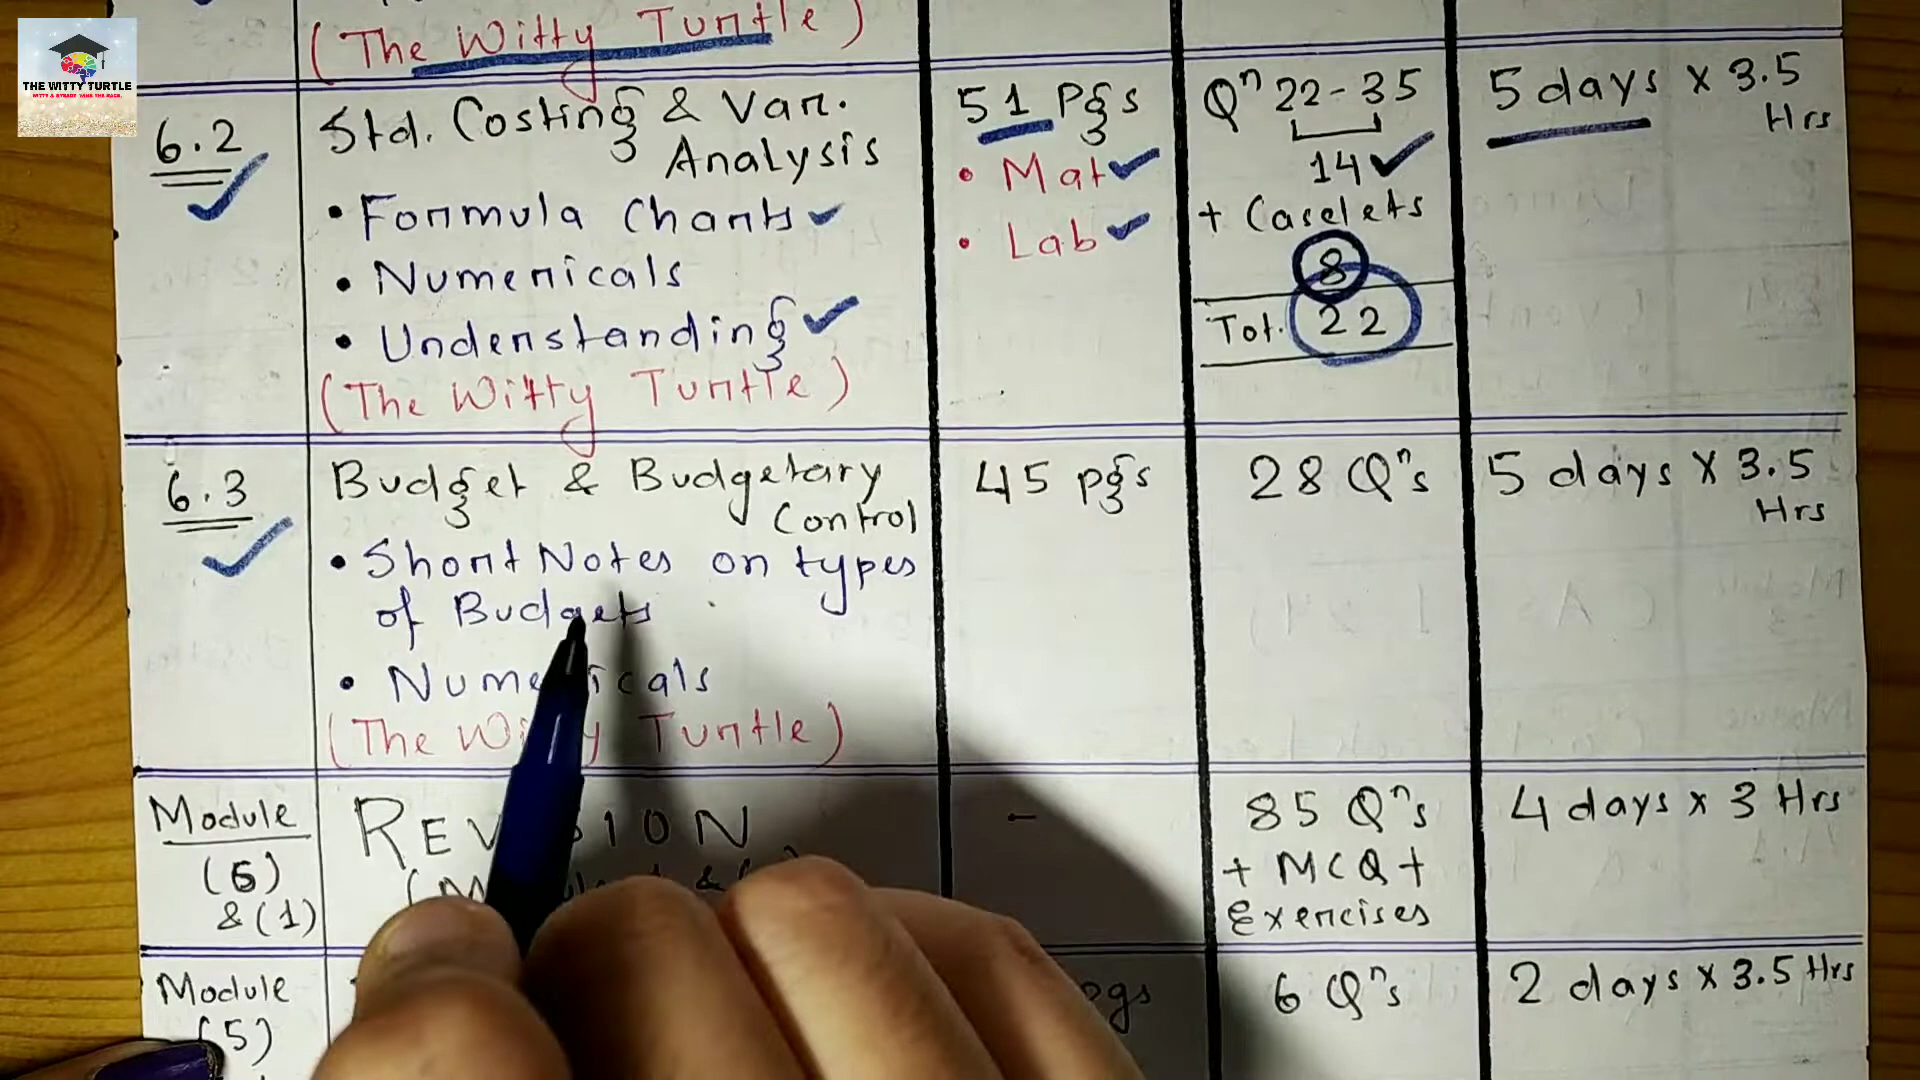 (The Witty Turtle)
THE WITTY TURTLE
6.2
Std. Costing & Var.
Analysis
• Formula Charts
• Numericals
• Understanding
(The Witty Turtle)
51 Pgs
• Mat
• Lab
Qⁿ 22-35
14
+ Caselets
8
Tot. 22
5 days x 3.5
Hrs
6.3
Budget & Budgetary
Control
• Short Notes on types
of Budgets
•
(The Turtle)
45 pgs
28 Qⁿs
5 days x 3.5
Hrs
Module
(6)
& (1)
-
85 Qⁿs
+ MCQ +
Exercises
4 days x 3 Hrs
Module
(5)
pgs
6 Qⁿs
2 days x 3.5 Hrs